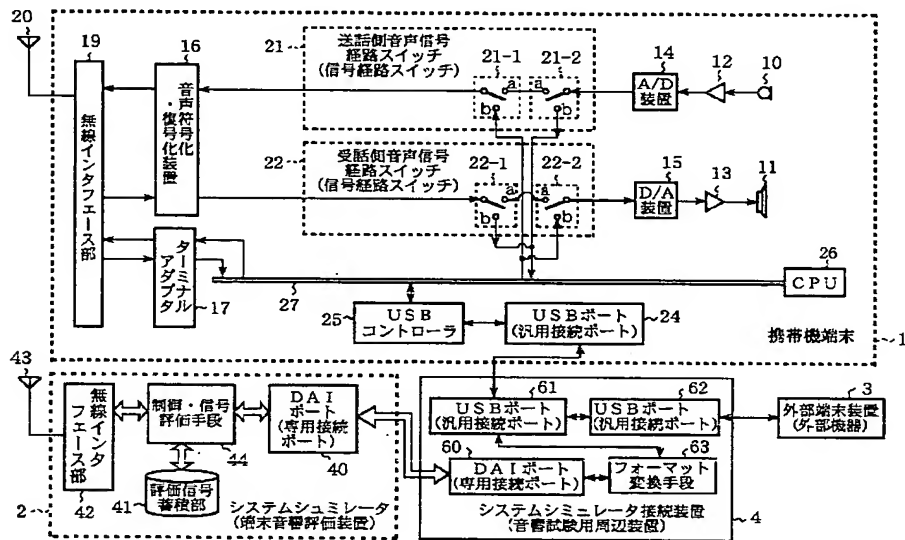 20
19
無線インタフェース部
16
音声符号化
・復号化装置
21
送話側音声信号
経路スイッチ
(信号経路スイッチ)
21-1
21-2
a
a
b
b
14
A/D
装置
12
10
22
受話側音声信号
経路スイッチ
(信号経路スイッチ)
22-1
22-2
a
a
b
b
15
D/A
装置
13
11
ターミナル
アダプタ
17
27
26
CPU
25
USB
コントローラ
USBポート
(汎用接続ポート)
24
携帯機端末
1
43
無線インタ
フェース部
42
制御・信号
評価手段
44
評価信号
蓄積部
41
DAI
ポート
(専用接続
ポート)
40
2
システムシュミレータ
(端末音響評価装置)
61
USBポート
(汎用接続ポート)
62
USBポート
(汎用接続ポート)
3
外部端末装置
(外部機器)
60
DAIポート
(専用接続ポート)
63
フォーマット
変換手段
システムシミュレータ接続装置
(音響試験用周辺装置)
4